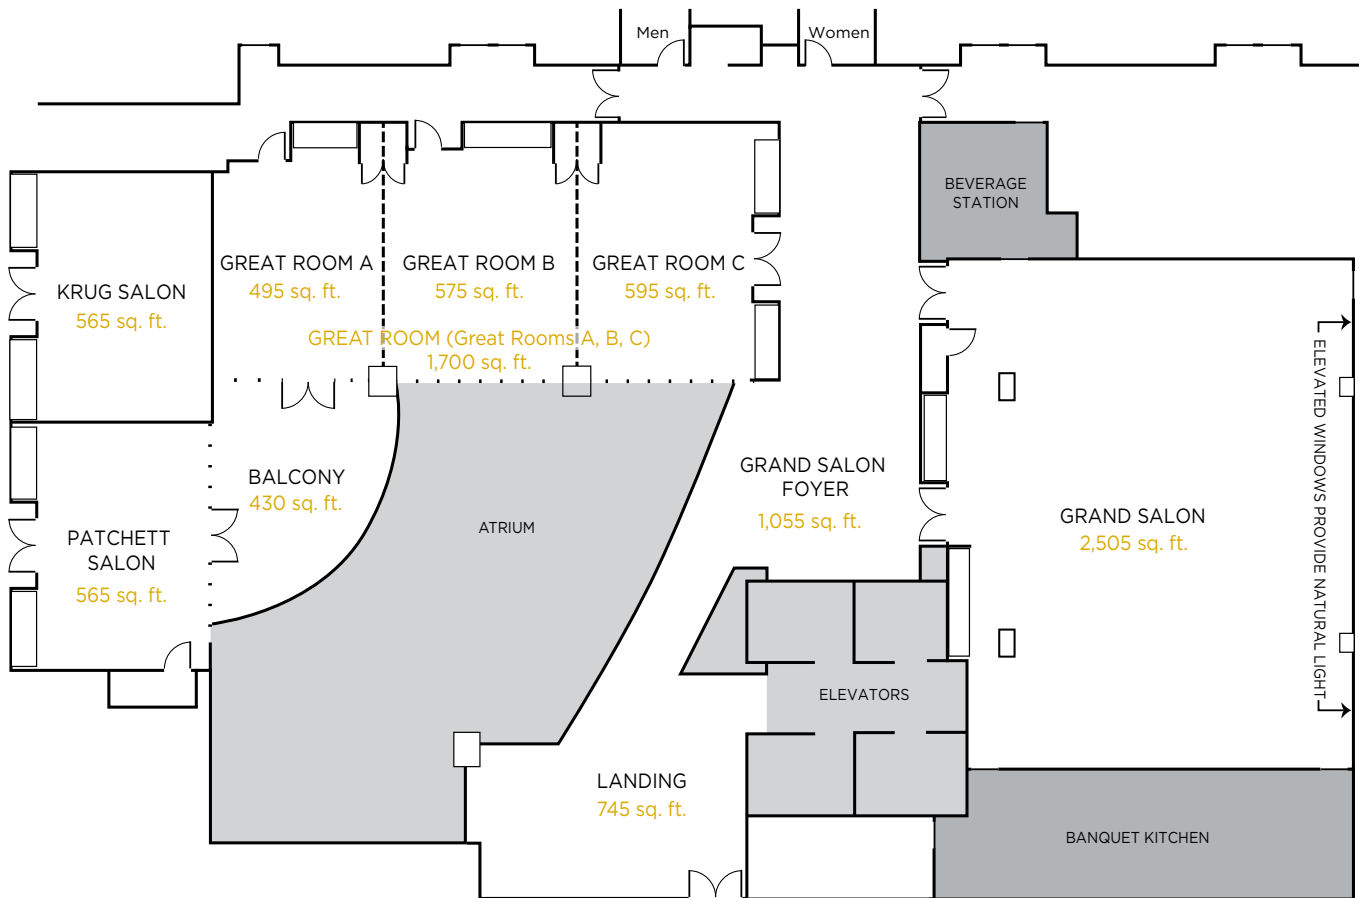 Men
Women
BEVERAGE
STATION
GREAT ROOM A
495 sq. ft.
GREAT ROOM B
575 sq. ft.
GREAT ROOM C
595 sq. ft.
KRUG SALON
565 sq. ft.
GREAT ROOM (Great Rooms A, B, C)
1,700 sq. ft.
ELEVATED WINDOWS PROVIDE NATURAL LIGHT
BALCONY
430 sq. ft.
GRAND SALON
FOYER
1,055 sq. ft.
ATRIUM
GRAND SALON
2,505 sq. ft.
PATCHETT
SALON
565 sq. ft.
ELEVATORS
LANDING
745 sq. ft.
BANQUET KITCHEN